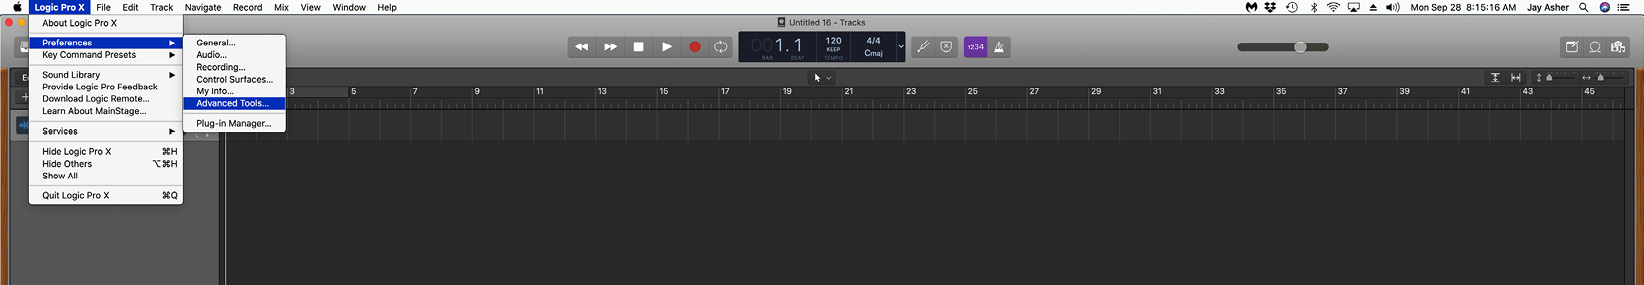 Logic Pro X File Edit Track Navigate Record Mix View Window Help Mon Sep 28 8:15:16 AM Jay Asher
About Logic Pro X
Untitled 16 - Tracks
Preferences
General...
Key Command Presets
Audio...
Recording...
Sound Library
Control Surfaces...
Provide Logic Pro Feedback
My Info...
Download Logic Remote...
Advanced Tools...
Learn About MainStage...
Plug-in Manager...
Services
Hide Logic Pro X ⌘H
Hide Others ⌥⌘H
Show All
Quit Logic Pro X ⌘Q
001.1 120 4/4
KEEP Cmaj
BAR BEAT TEMPO
1234
3 5 7 9 11 13 15 17 19 21 23 25 27 29 31 33 35 37 39 41 43 45